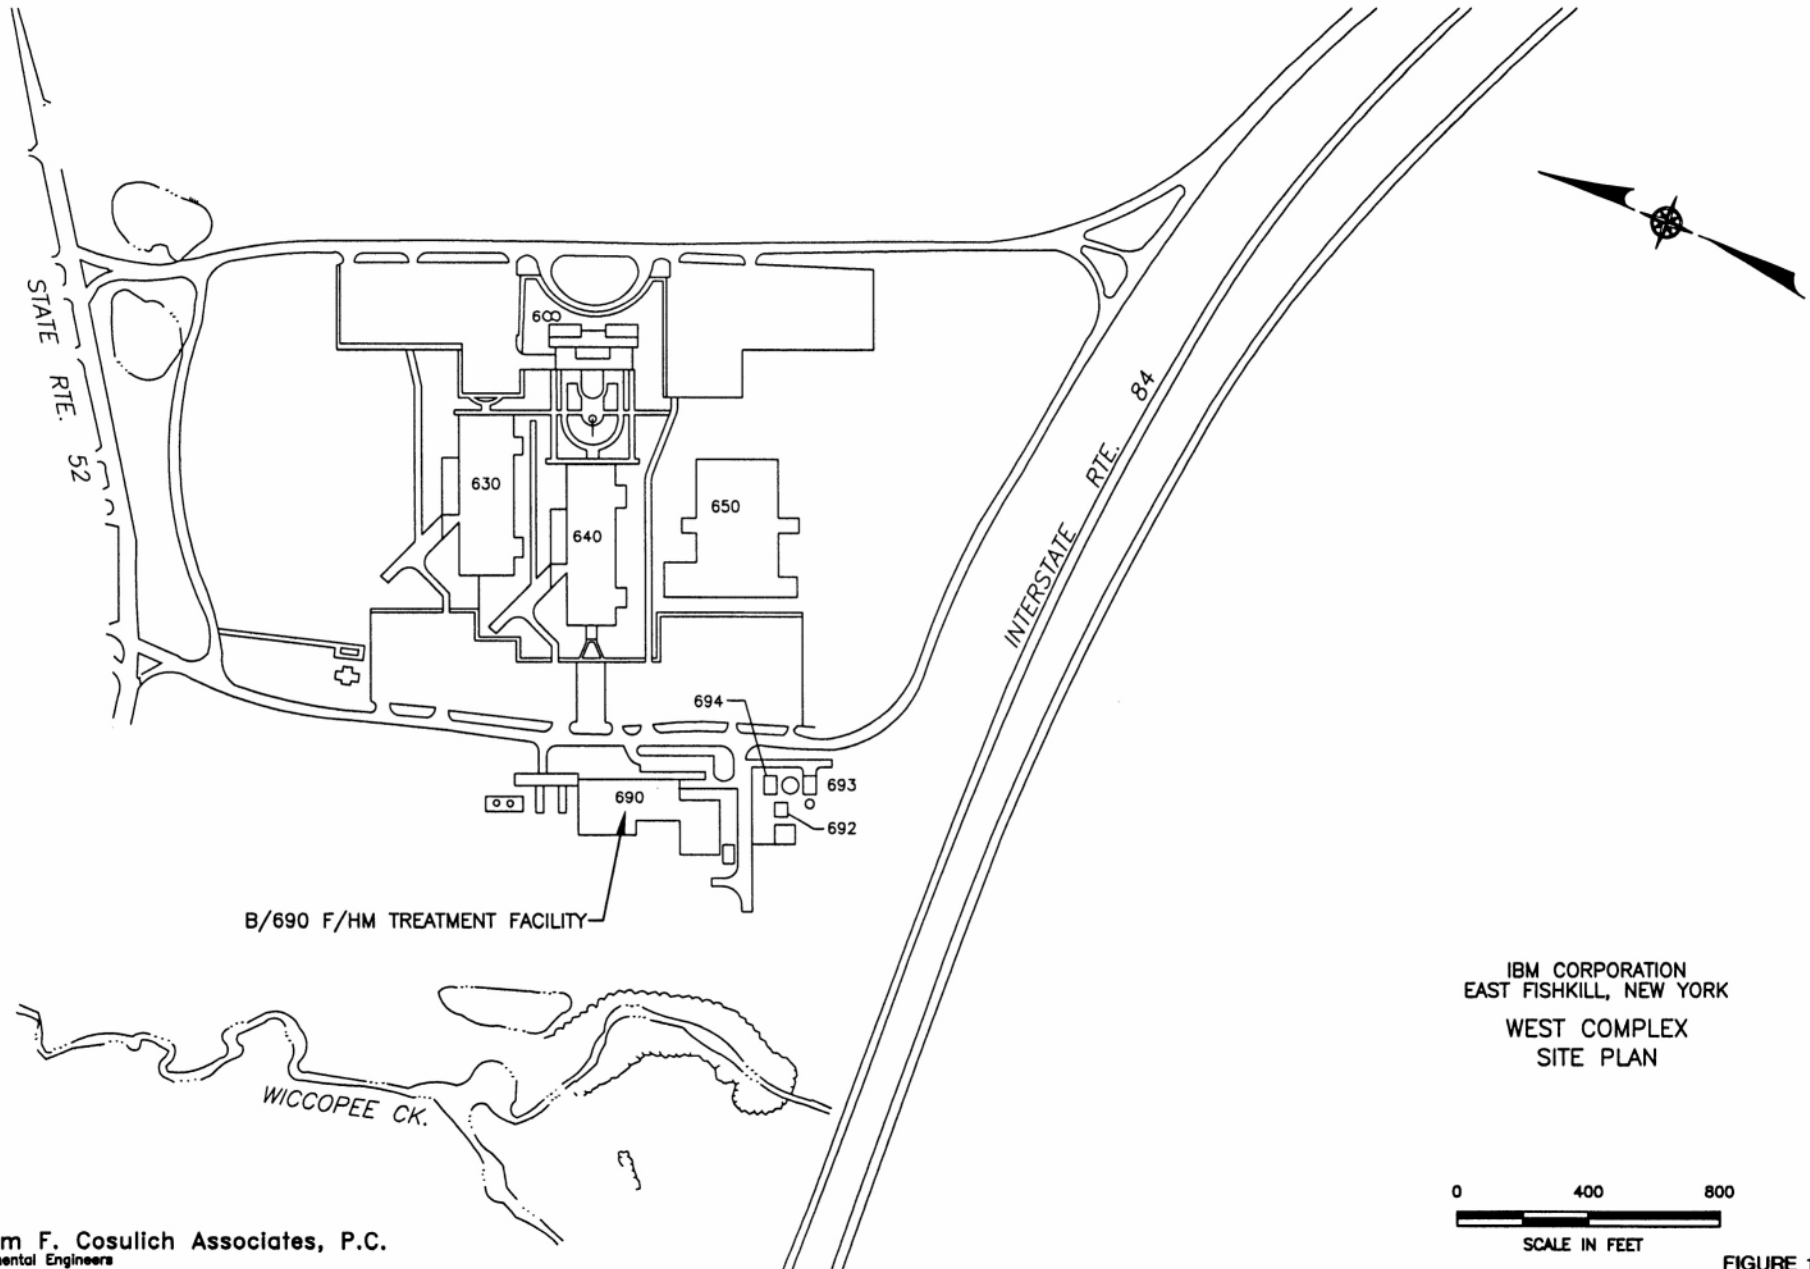 STATE RTE. 52
600
630
640
650
INTERSTATE RTE. 84
694
693
690
692
B/690 F/HM TREATMENT FACILITY
WICCOPEE CK.
IBM CORPORATION
EAST FISHKILL, NEW YORK
WEST COMPLEX
SITE PLAN
0 400 800
SCALE IN FEET
m F. Cosulich Associates, P.C.
mental Engineers
FIGURE 1